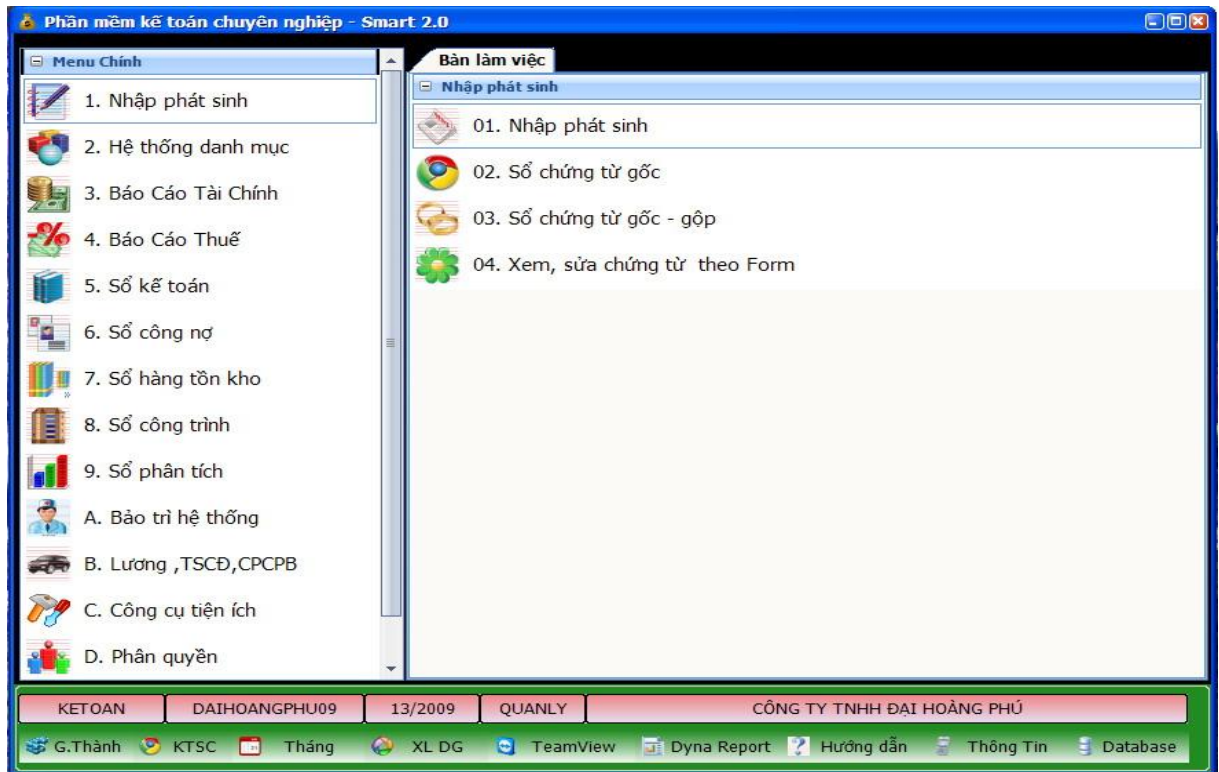 Phần mềm kế toán chuyên nghiệp - Smart 2.0
Menu Chính
1. Nhập phát sinh
2. Hệ thống danh mục
3. Báo Cáo Tài Chính
4. Báo Cáo Thuế
5. Sổ kế toán
6. Sổ công nợ
7. Sổ hàng tồn kho
8. Sổ công trình
9. Sổ phân tích
A. Bảo trì hệ thống
B. Lương ,TSCĐ,CPCPB
C. Công cụ tiện ích
D. Phân quyền
Bàn làm việc
Nhập phát sinh
01. Nhập phát sinh
02. Sổ chứng từ gốc
03. Sổ chứng từ gốc - gộp
04. Xem, sửa chứng từ  theo Form
KETOAN DAIHOANGPHU09 13/2009 QUANLY CÔNG TY TNHH ĐẠI HOÀNG PHÚ
G.Thành KTSC Tháng XL DG TeamView Dyna Report Hướng dẫn Thông Tin Database